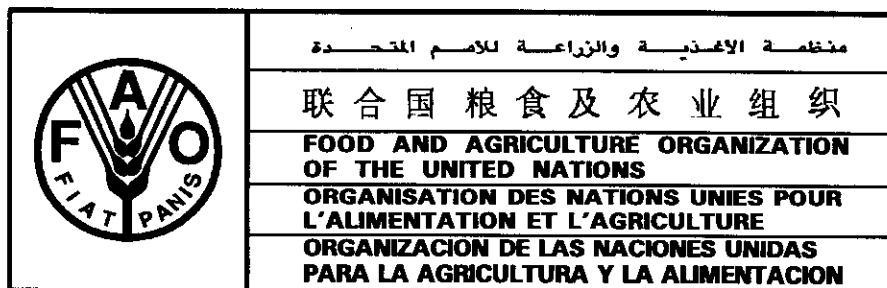 F A O
FIAT PANIS
منظمة الاغذية والزراعة للامم المتحدة
联合国粮食及农业组织
FOOD AND AGRICULTURE ORGANIZATION
OF THE UNITED NATIONS
ORGANISATION DES NATIONS UNIES POUR
L'ALIMENTATION ET L'AGRICULTURE
ORGANIZACION DE LAS NACIONES UNIDAS
PARA LA AGRICULTURA Y LA ALIMENTACION